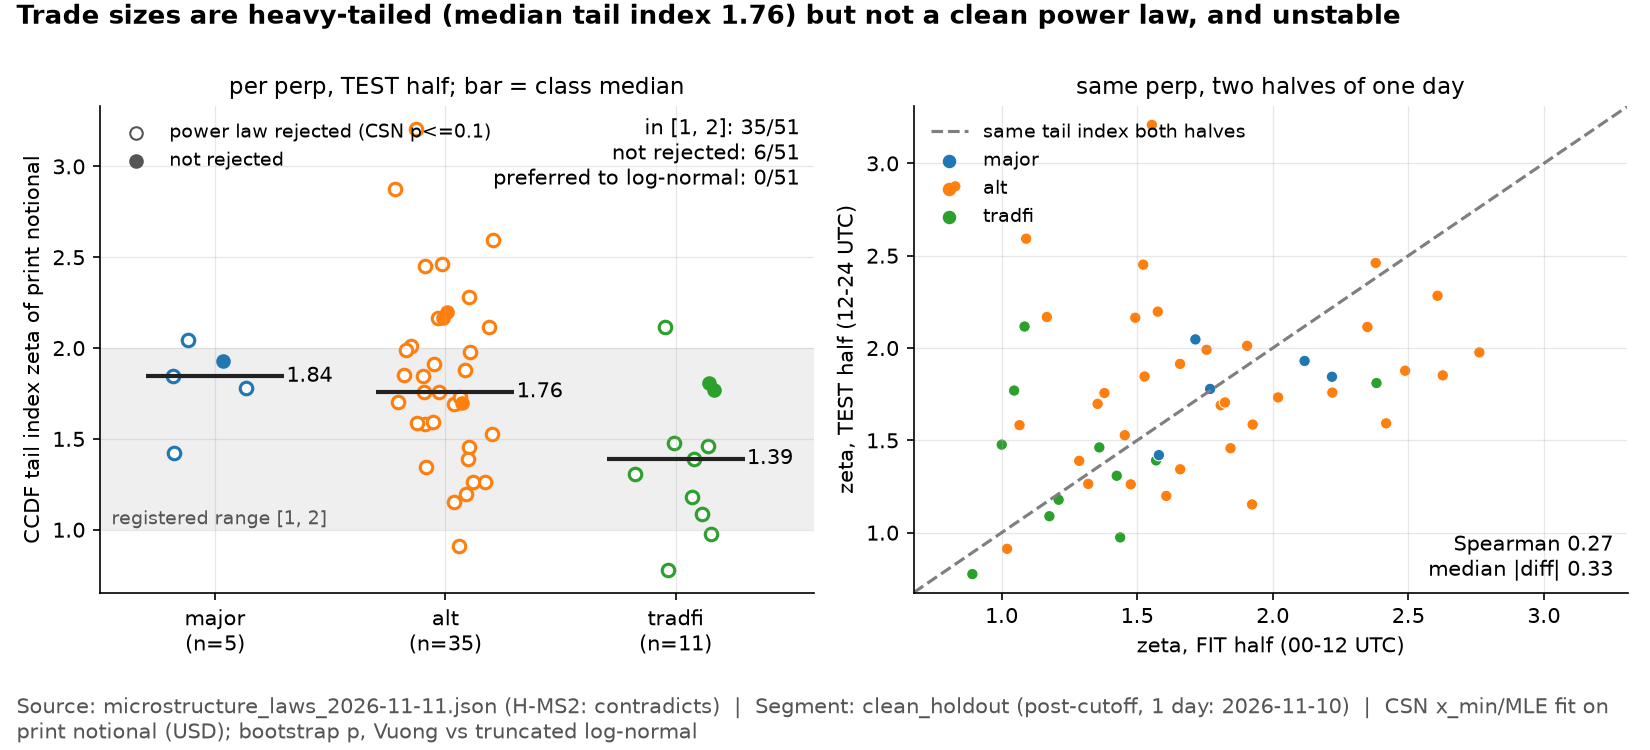 Trade sizes are heavy-tailed (median tail index 1.76) but not a clean power law, and unstable
per perp, TEST half; bar = class median
CCDF tail index zeta of print notional
3.0
2.5
2.0
1.5
1.0
power law rejected (CSN p<=0.1)
not rejected
in [1, 2]: 35/51
not rejected: 6/51
preferred to log-normal: 0/51
1.84
1.76
1.39
registered range [1, 2]
major
(n=5)
alt
(n=35)
tradfi
(n=11)
same perp, two halves of one day
zeta, TEST half (12-24 UTC)
3.0
2.5
2.0
1.5
1.0
same tail index both halves
major
alt
tradfi
Spearman 0.27
median |diff| 0.33
1.0
1.5
2.0
2.5
3.0
zeta, FIT half (00-12 UTC)
Source: microstructure_laws_2026-11-11.json (H-MS2: contradicts) | Segment: clean_holdout (post-cutoff, 1 day: 2026-11-10) | CSN x_min/MLE fit on
print notional (USD); bootstrap p, Vuong vs truncated log-normal